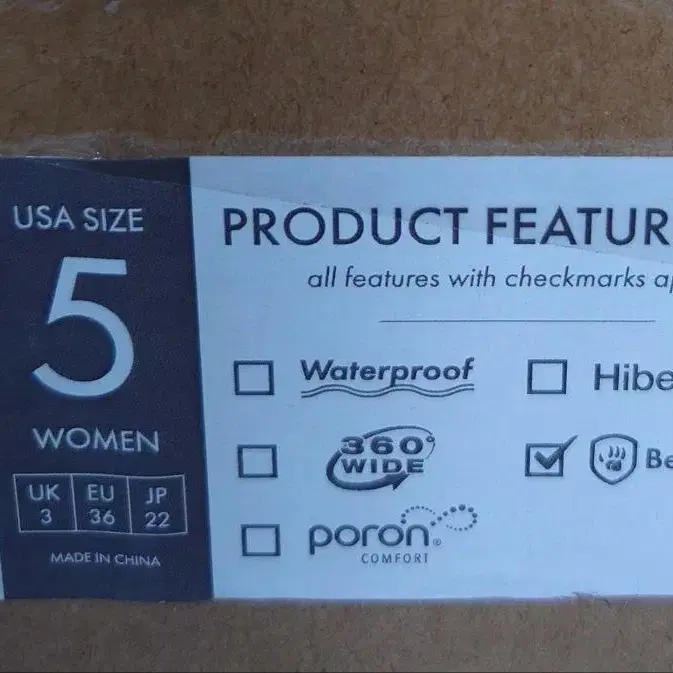 USA SIZE
5
WOMEN
UK EU JP
3 36 22
MADE IN CHINA
PRODUCT FEATUR
all features with checkmarks ap
Waterproof
Hibe
360°
WIDE
Be
poron®
COMFORT